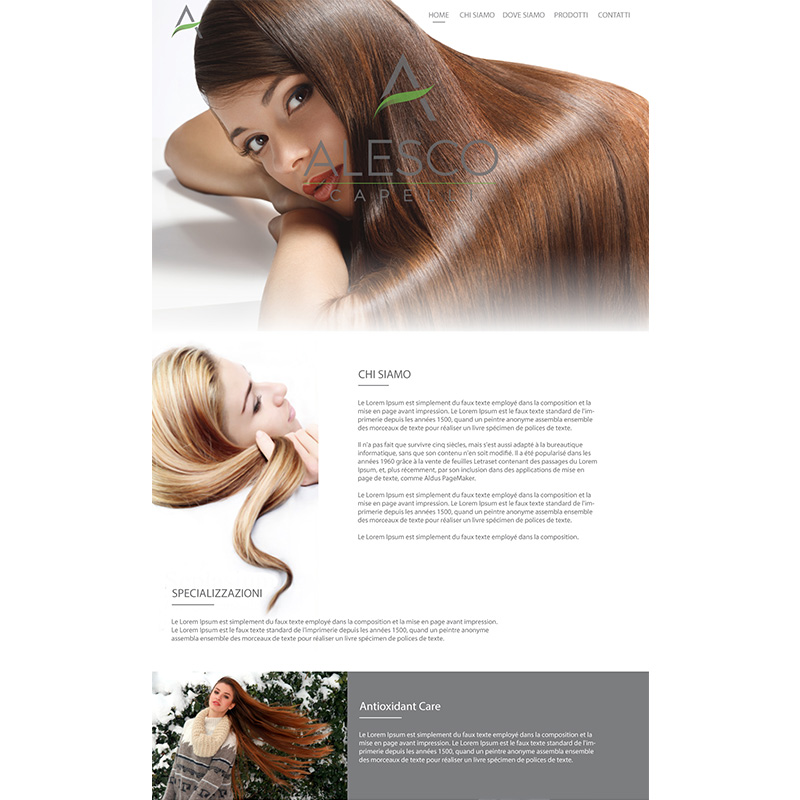 HOME CHI SIAMO DOVE SIAMO PRODOTTI CONTATTI
ALESCO
CAPELLI
CHI SIAMO
Le Lorem Ipsum est simplement du faux texte employé dans la composition et la
mise en page avant impression. Le Lorem Ipsum est le faux texte standard de l'im-
primerie depuis les années 1500, quand un peintre anonyme assembla ensemble
des morceaux de texte pour réaliser un livre spécimen de polices de texte.
Il n'a pas fait que survivre cinq siècles, mais s'est aussi adapté à la bureautique
informatique, sans que son contenu n'en soit modifié. Il a été popularisé dans les
années 1960 grâce à la vente de feuilles Letraset contenant des passages du Lorem
Ipsum, et, plus récemment, par son inclusion dans des applications de mise en
page de texte, comme Aldus PageMaker.
Le Lorem Ipsum est simplement du faux texte employé dans la composition et la
mise en page avant impression. Le Lorem Ipsum est le faux texte standard de l'im-
primerie depuis les années 1500, quand un peintre anonyme assembla ensemble
des morceaux de texte pour réaliser un livre spécimen de polices de texte.
Le Lorem Ipsum est simplement du faux texte employé dans la composition.
SPECIALIZZAZIONI
Le Lorem Ipsum est simplement du faux texte employé dans la composition et la mise en page avant impression.
Le Lorem Ipsum est le faux texte standard de l'imprimerie depuis les années 1500, quand un peintre anonyme
assembla ensemble des morceaux de texte pour réaliser un livre spécimen de polices de texte.
Antioxidant Care
Le Lorem Ipsum est simplement du faux texte employé dans la composition et la
mise en page avant impression. Le Lorem Ipsum est le faux texte standard de l'im-
primerie depuis les années 1500, quand un peintre anonyme assembla ensemble
des morceaux de texte pour réaliser un livre spécimen de polices de texte.